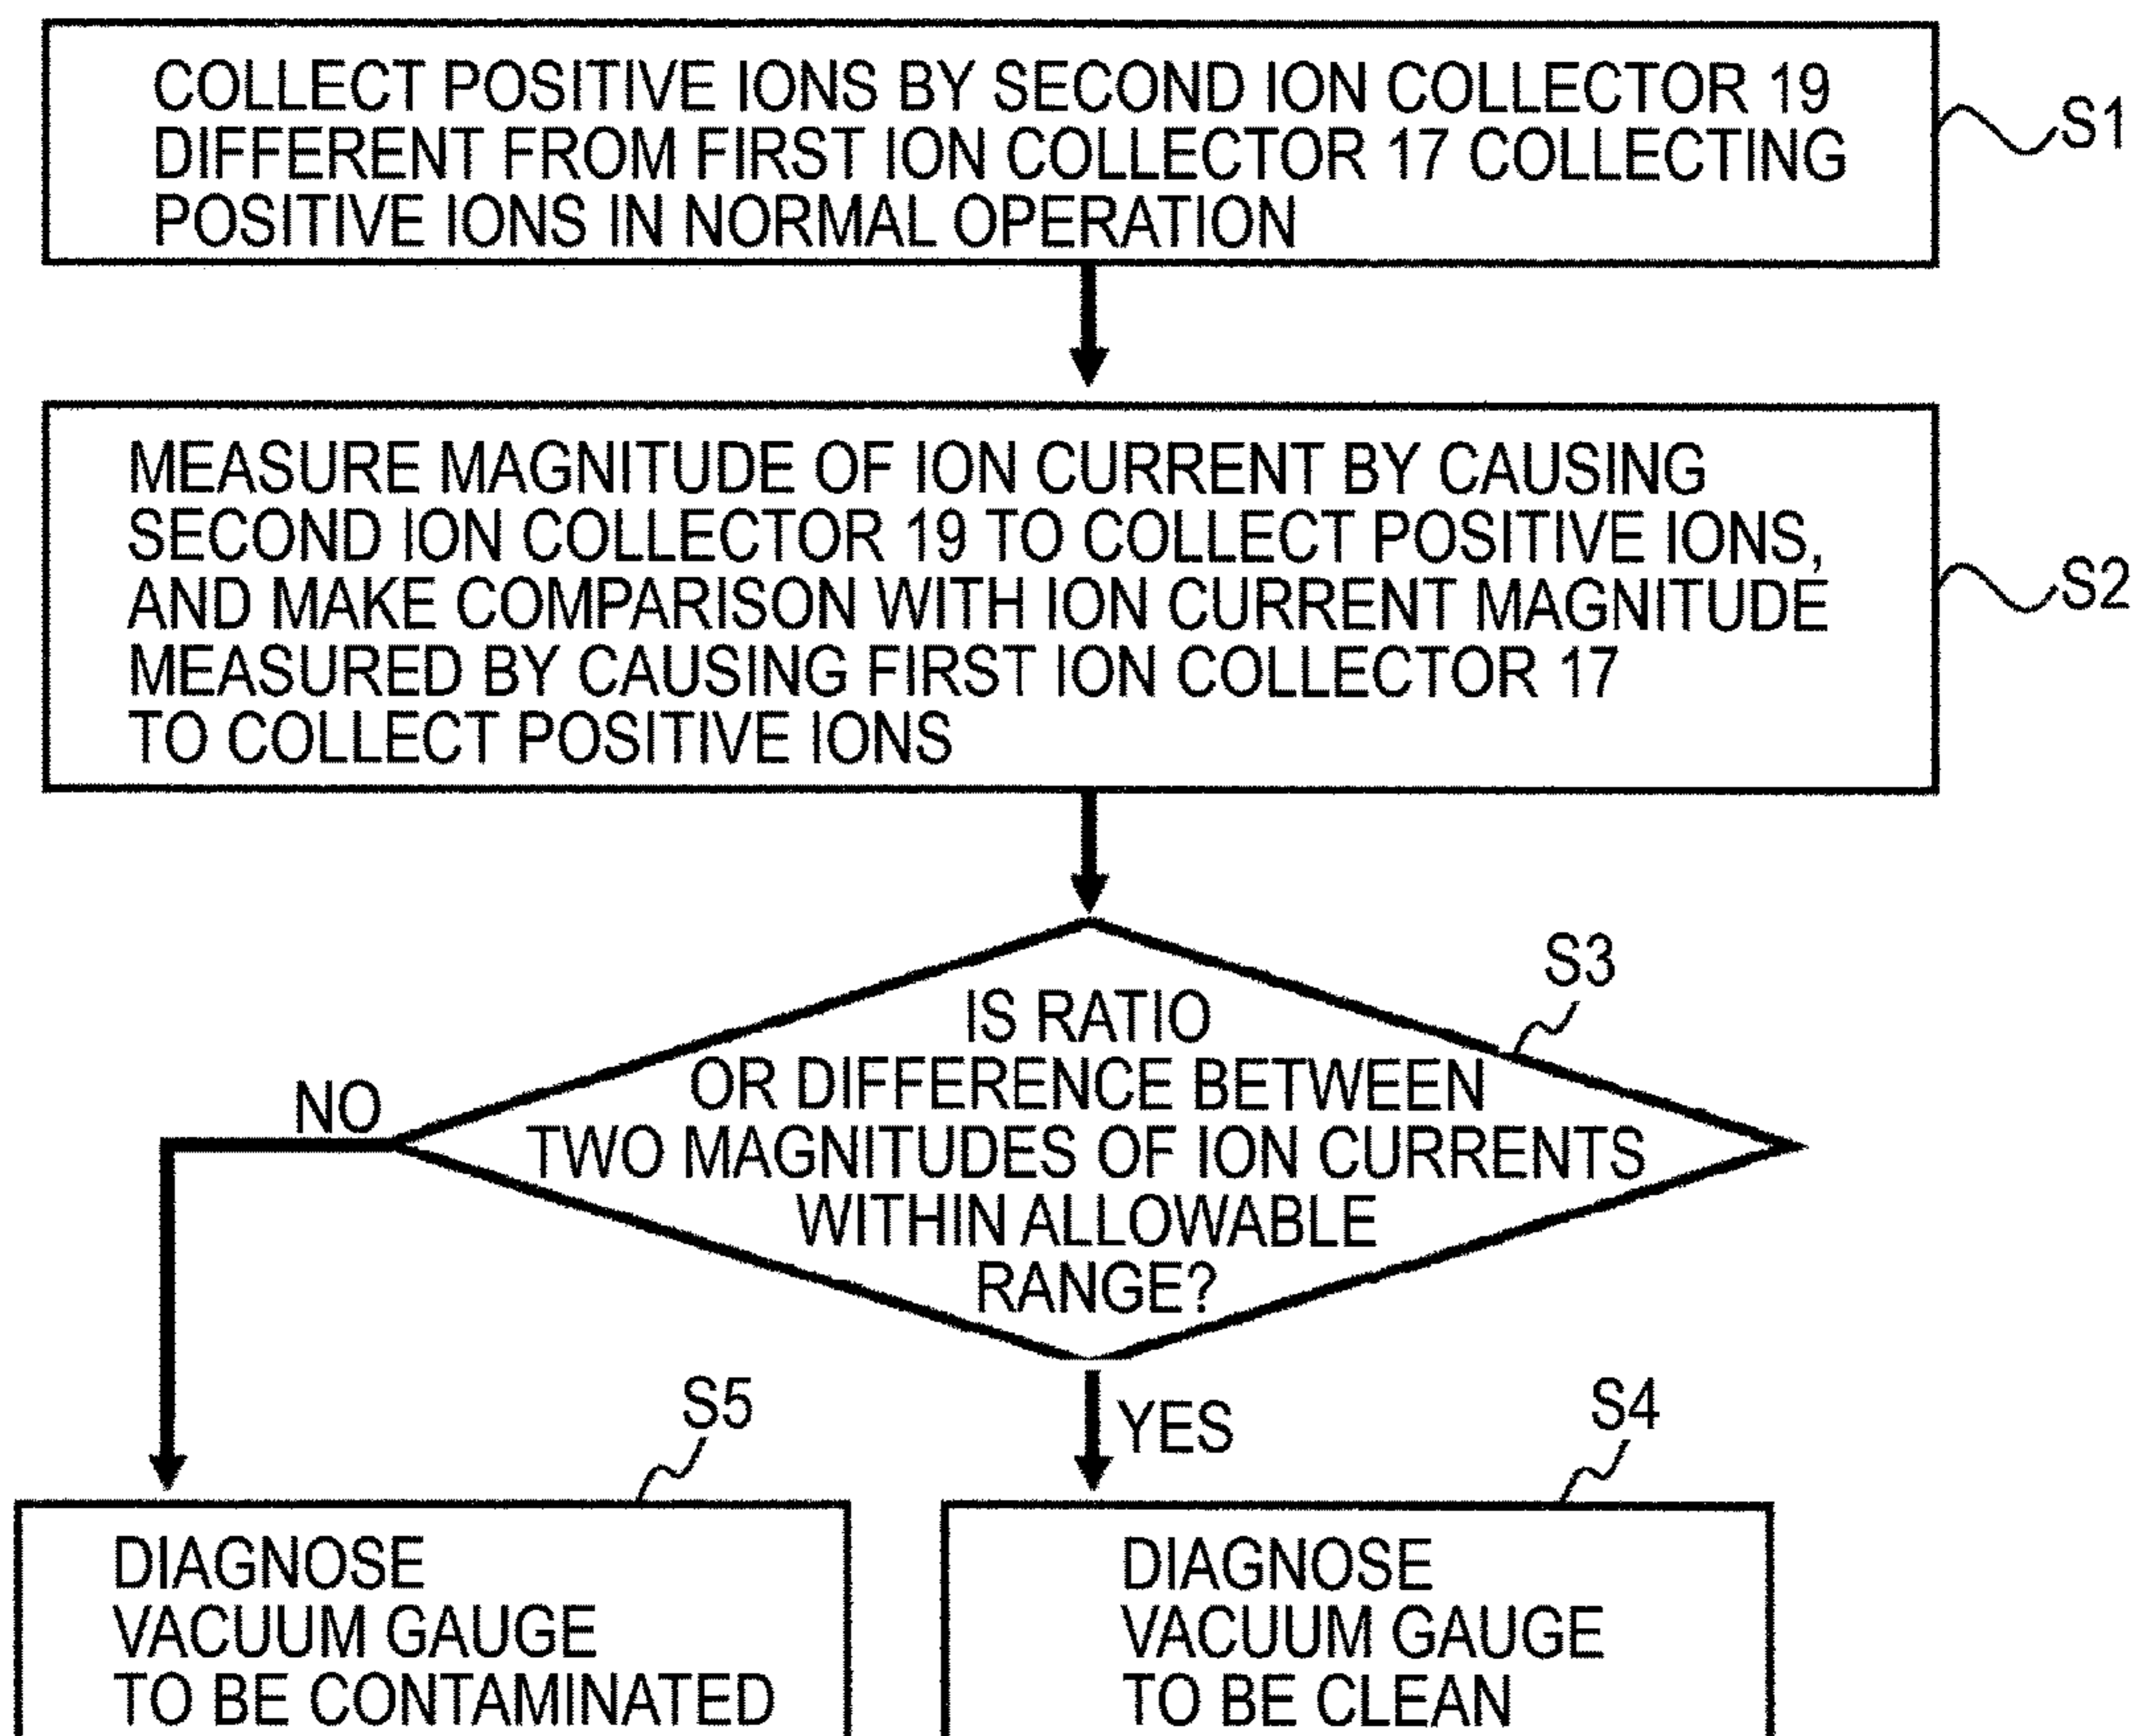 COLLECT POSITIVE IONS BY SECOND ION COLLECTOR 19
DIFFERENT FROM FIRST ION COLLECTOR 17 COLLECTING
POSITIVE IONS IN NORMAL OPERATION
S1
MEASURE MAGNITUDE OF ION CURRENT BY CAUSING
SECOND ION COLLECTOR 19 TO COLLECT POSITIVE IONS,
AND MAKE COMPARISON WITH ION CURRENT MAGNITUDE
MEASURED BY CAUSING FIRST ION COLLECTOR 17
TO COLLECT POSITIVE IONS
S2
S3
IS RATIO
OR DIFFERENCE BETWEEN
TWO MAGNITUDES OF ION CURRENTS
WITHIN ALLOWABLE
RANGE?
NO
YES
S5
DIAGNOSE
VACUUM GAUGE
TO BE CONTAMINATED
S4
DIAGNOSE
VACUUM GAUGE
TO BE CLEAN